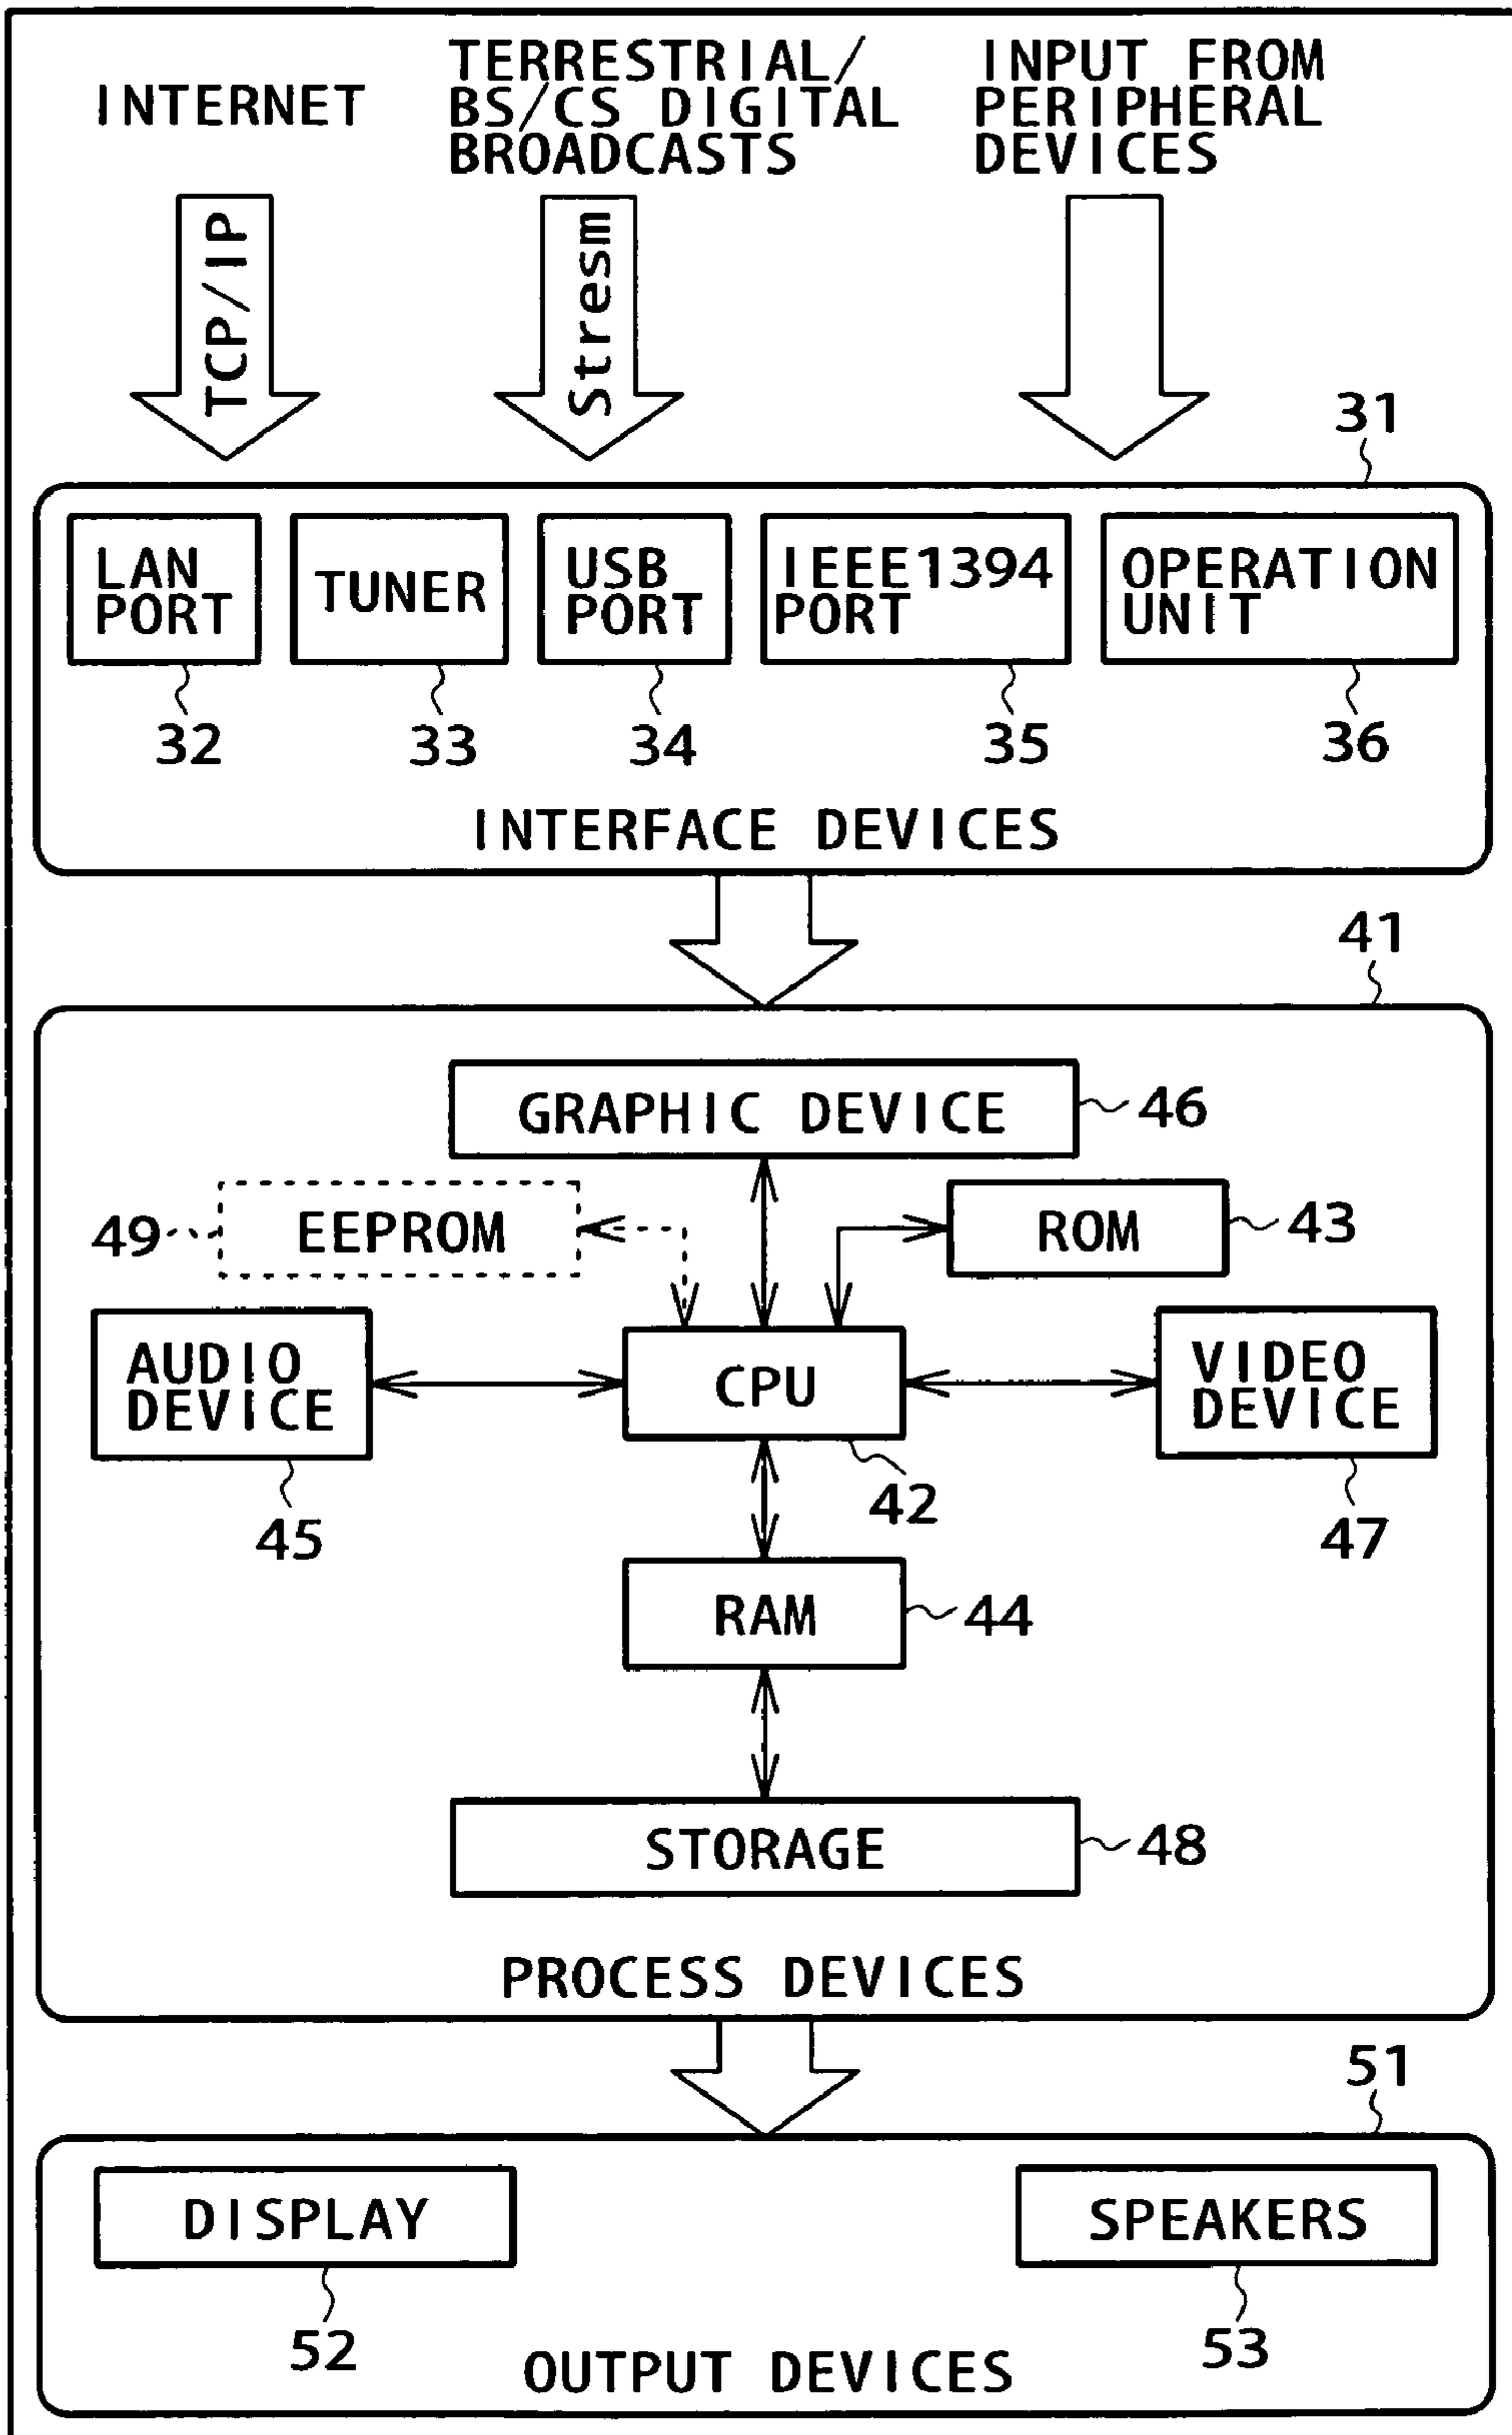 INTERNET
TERRESTRIAL/
BS/CS DIGITAL
BROADCASTS
INPUT FROM
PERIPHERAL
DEVICES
TCP/IP
Stresm
31
LAN
PORT
TUNER
USB
PORT
IEEE1394
PORT
OPERATION
UNIT
32
33
34
35
36
INTERFACE DEVICES
41
GRAPHIC DEVICE
46
49
EEPROM
ROM
43
AUDIO
DEVICE
CPU
VIDEO
DEVICE
45
42
47
RAM
44
STORAGE
48
PROCESS DEVICES
51
DISPLAY
SPEAKERS
52
53
OUTPUT DEVICES